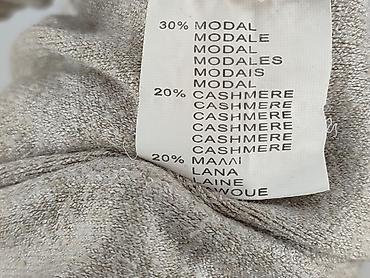 30% MODAL
MODALE
MODAL
MODALES
MODAIS
MODAL
20% CASHMERE
CASHMERE
CASHMERE
CASHMERE
CASHMERE
CASHMERE
20% ΜΑΛΛΙ
LANA
LAINE